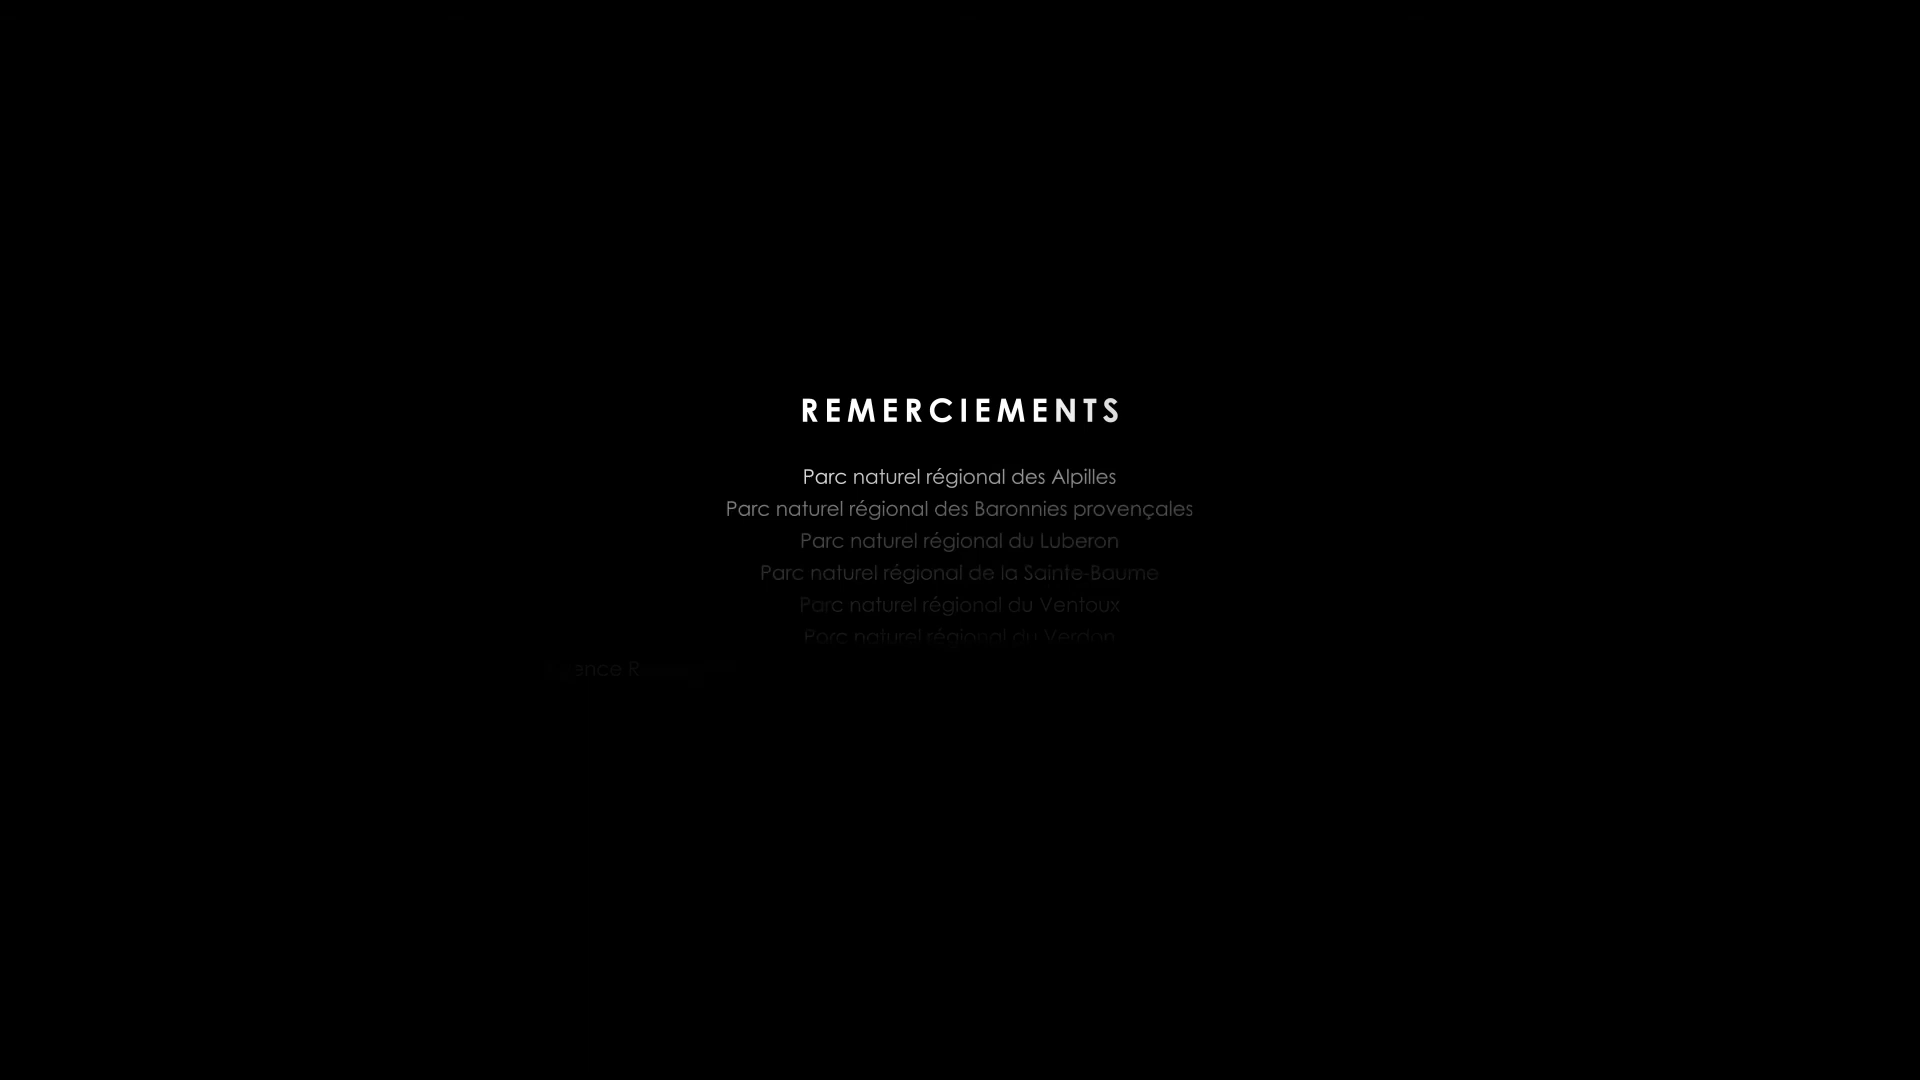 REMERCIEMENTS
Parc naturel régional des Alpilles
Parc naturel régional des Baronnies provençales
Parc naturel régional du Luberon
Parc naturel régional de la Sainte-Baume
Parc naturel régional du Ventoux
Parc naturel régional du Verdon